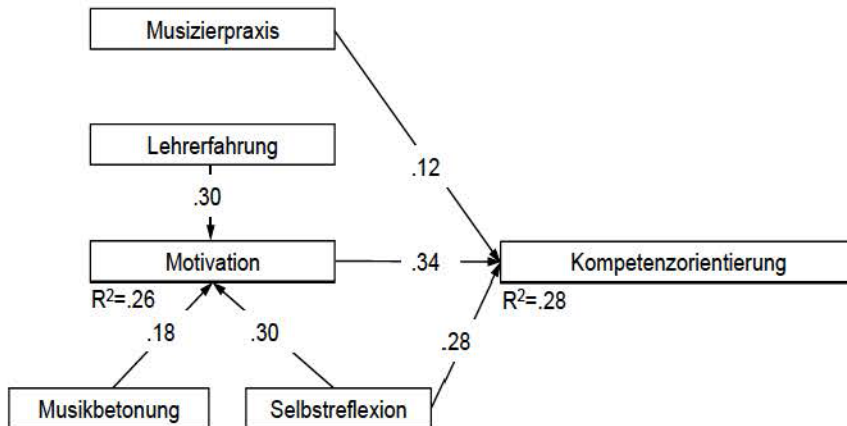 Musizierpraxis
Lehrerfahrung
.12
.30
Motivation
.34
Kompetenzorientierung
R²=.26
R²=.28
.18
.30
.28
Musikbetonung
Selbstreflexion